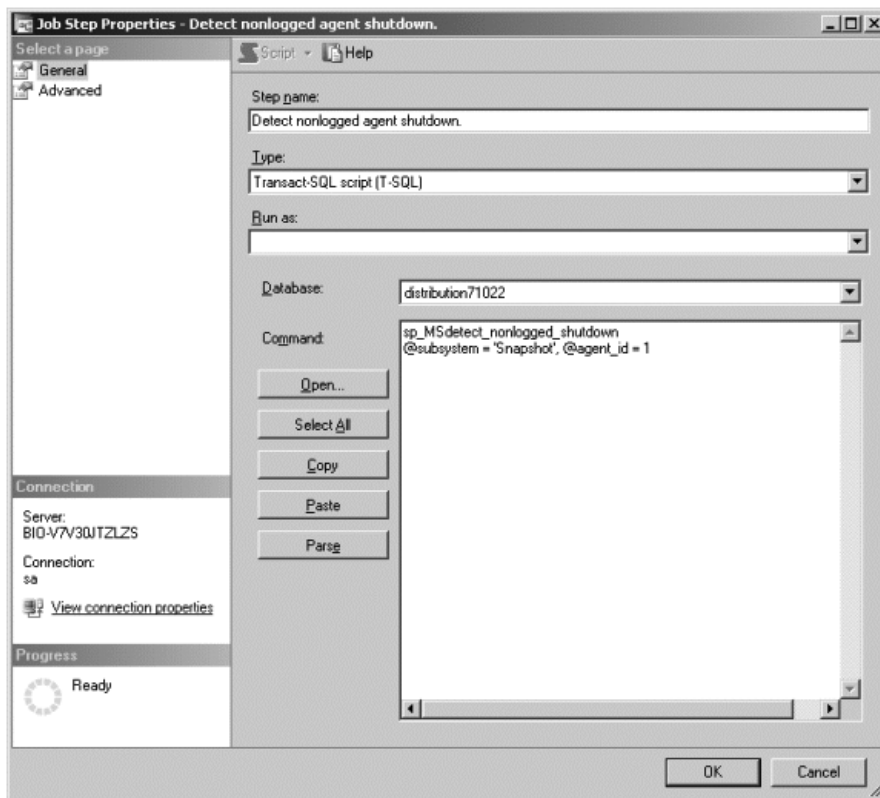 Job Step Properties - Detect nonlogged agent shutdown.
Select a page
General
Advanced
Script
Help
Step name:
Detect nonlogged agent shutdown.
Type:
Transact-SQL script (T-SQL)
Run as:
Database:
distribution71022
Command:
sp_MSdetect_nonlogged_shutdown
@subsystem = 'Snapshot', @agent_id = 1
Open...
Select All
Copy
Paste
Parse
Connection
Server:
BIO-V7V30JTZLZS
Connection:
sa
View connection properties
Progress
Ready
OK
Cancel